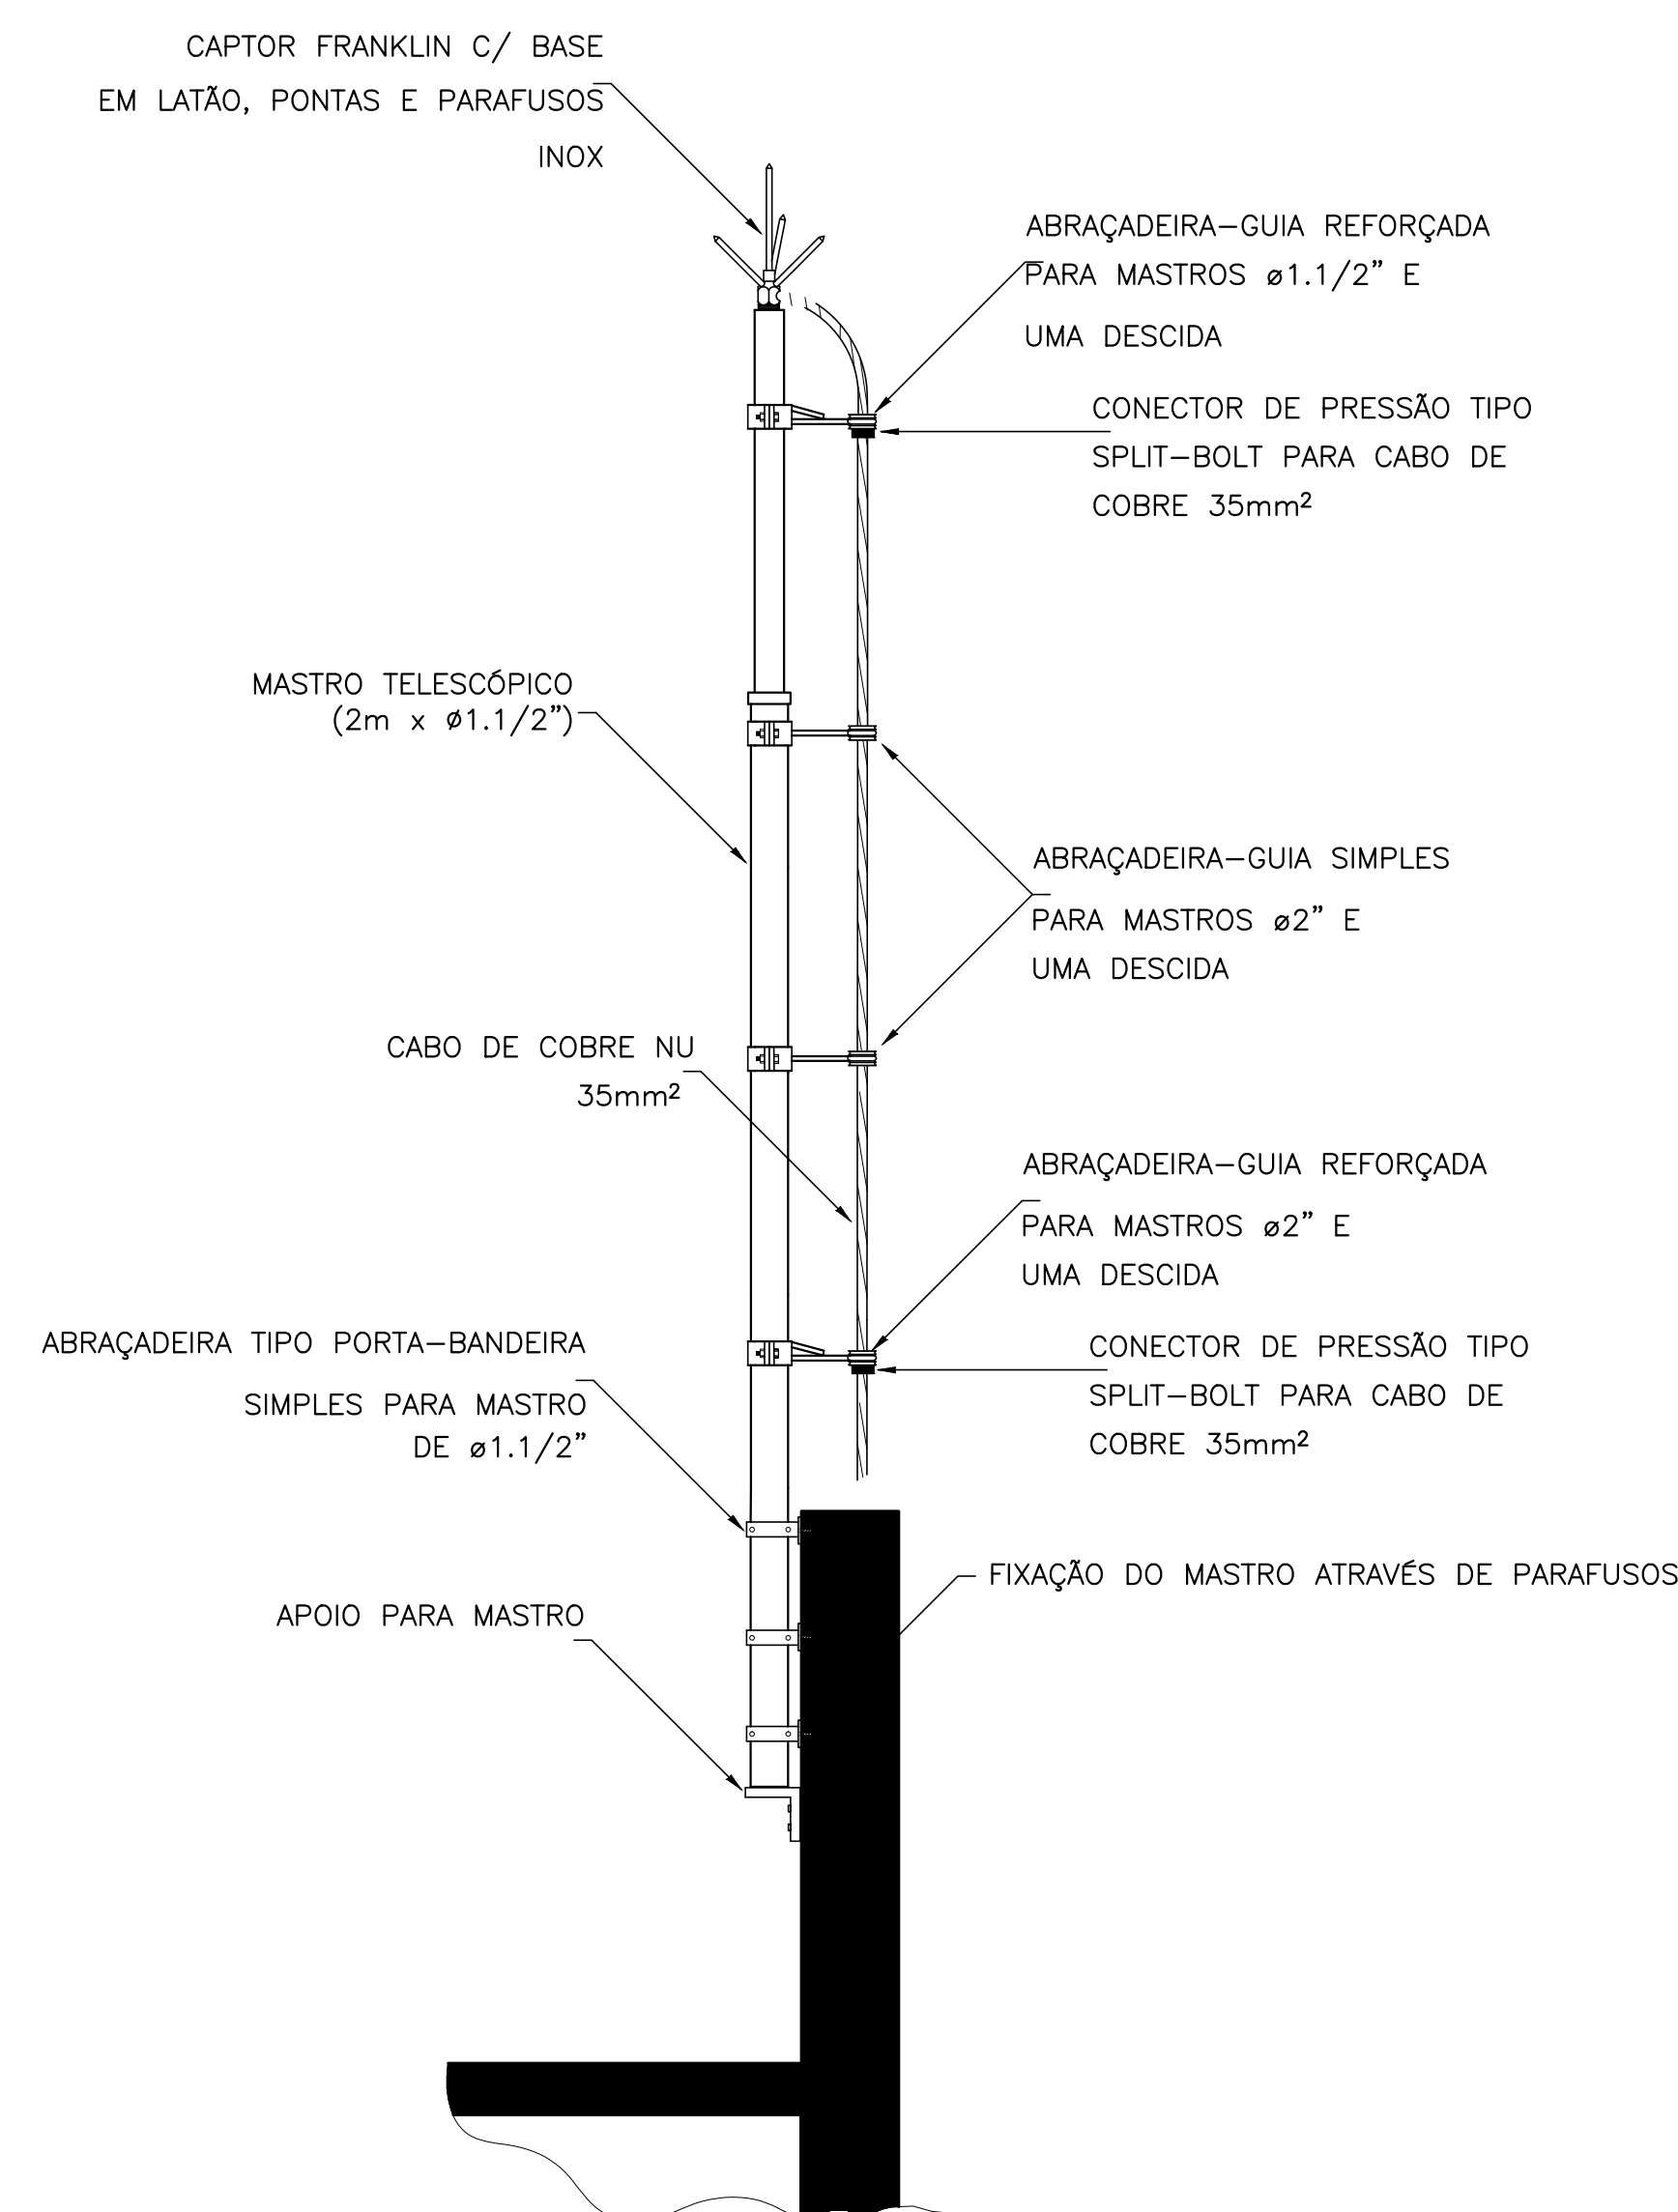 CAPTOR FRANKLIN C/ BASE
EM LATÃO, PONTAS E PARAFUSOS
INOX
ABRAÇADEIRA-GUIA REFORÇADA
PARA MASTROS ø1.1/2" E
UMA DESCIDA
CONECTOR DE PRESSÃO TIPO
SPLIT-BOLT PARA CABO DE
COBRE 35mm²
MASTRO TELESCÓPICO
(2m x ø1.1/2")
ABRAÇADEIRA-GUIA SIMPLES
PARA MASTROS ø2" E
UMA DESCIDA
CABO DE COBRE NU
35mm²
ABRAÇADEIRA-GUIA REFORÇADA
PARA MASTROS ø2" E
UMA DESCIDA
ABRAÇADEIRA TIPO PORTA-BANDEIRA
SIMPLES PARA MASTRO
DE ø1.1/2"
CONECTOR DE PRESSÃO TIPO
SPLIT-BOLT PARA CABO DE
COBRE 35mm²
FIXAÇÃO DO MASTRO ATRAVÉS DE PARAFUSOS
APOIO PARA MASTRO